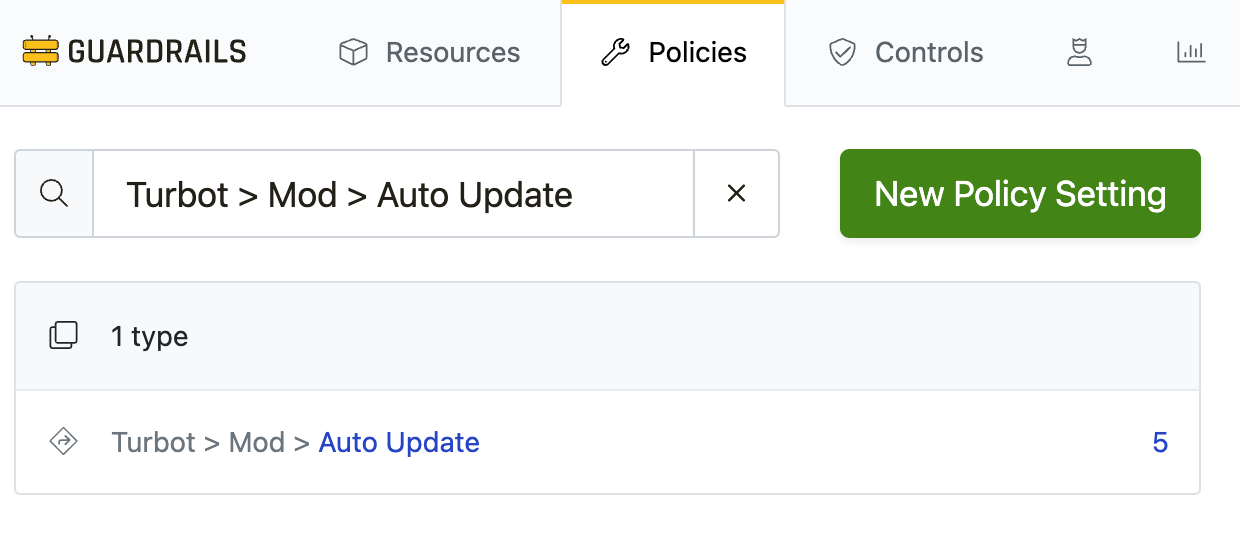 GUARDRAILS Resources Policies Controls
Turbot > Mod > Auto Update
New Policy Setting
1 type
Turbot > Mod > Auto Update 5